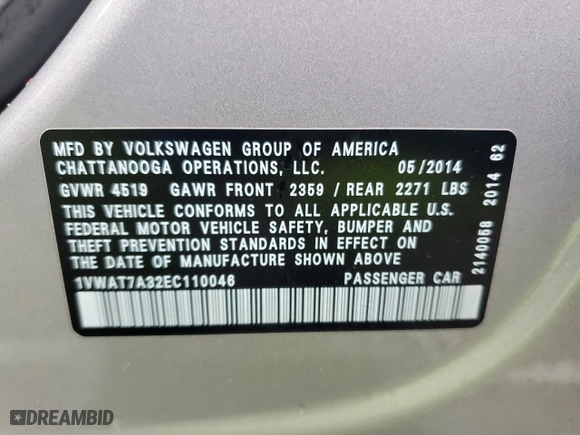 MFD BY VOLKSWAGEN GROUP OF AMERICA
CHATTANOOGA OPERATIONS, LLC. 05/2014
GVWR 4519 GAWR FRONT 2359 / REAR 2271 LBS
THIS VEHICLE CONFORMS TO ALL APPLICABLE U.S.
FEDERAL MOTOR VEHICLE SAFETY, BUMPER AND
THEFT PREVENTION STANDARDS IN EFFECT ON
THE DATE OF MANUFACTURE SHOWN ABOVE
1VWAT7A32EC110046 PASSENGER CAR
2140058 2014 62
DREAMBID